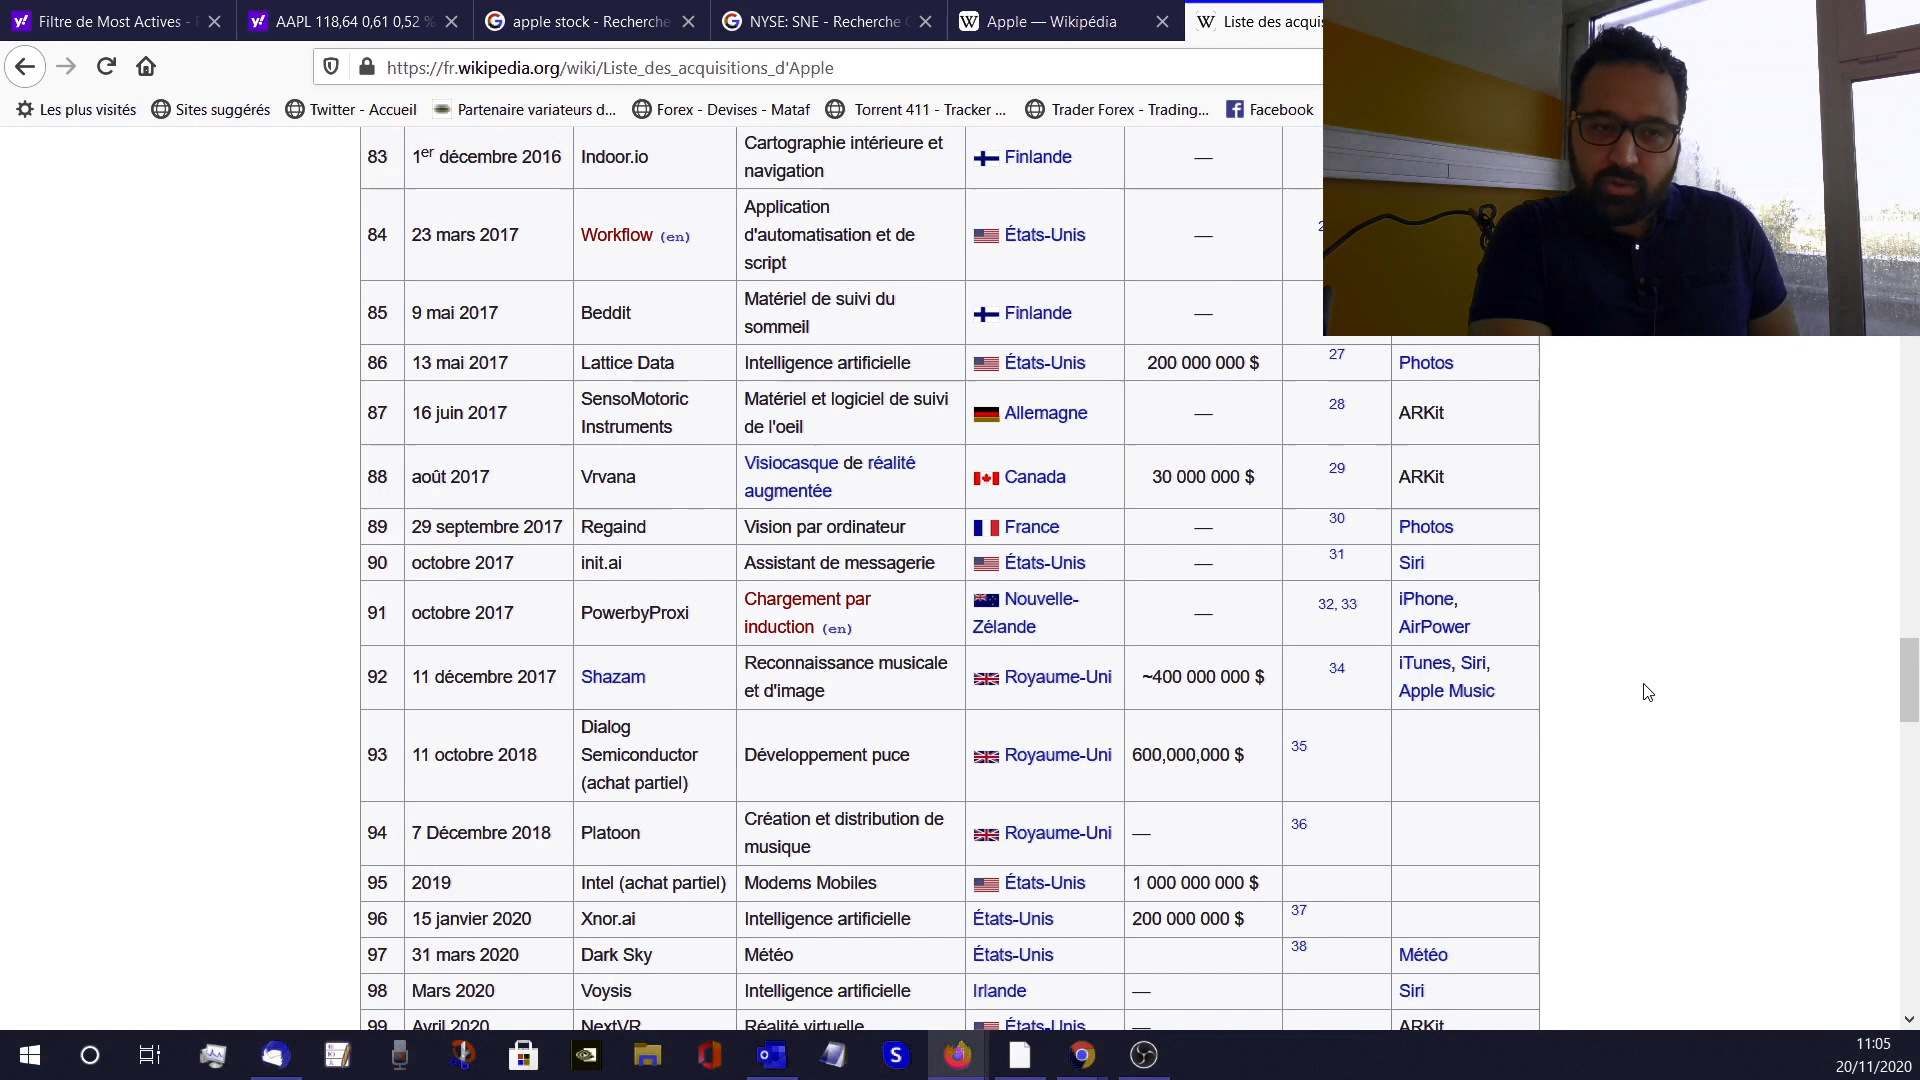 Filtre de Most Actives -
AAPL 118,64 0,61 0,52 %
apple stock - Recherche
NYSE: SNE - Recherche
Apple — Wikipédia
Liste des acquis
https://fr.wikipedia.org/wiki/Liste_des_acquisitions_d'Apple
Les plus visités
Sites suggérés
Twitter - Accueil
Partenaire variateurs d...
Forex - Devises - Mataf
Torrent 411 - Tracker ...
Trader Forex - Trading...
Facebook
83 1er décembre 2016 Indoor.io Cartographie intérieure et
navigation Finlande —
84 23 mars 2017 Workflow (en) Application
d'automatisation et de
script États-Unis —
85 9 mai 2017 Beddit Matériel de suivi du
sommeil Finlande —
86 13 mai 2017 Lattice Data Intelligence artificielle États-Unis 200 000 000 $ 27 Photos
87 16 juin 2017 SensoMotoric
Instruments Matériel et logiciel de suivi
de l'oeil Allemagne — 28 ARKit
88 août 2017 Vrvana Visiocasque de réalité
augmentée Canada 30 000 000 $ 29 ARKit
89 29 septembre 2017 Regaind Vision par ordinateur France — 30 Photos
90 octobre 2017 init.ai Assistant de messagerie États-Unis — 31 Siri
91 octobre 2017 PowerbyProxi Chargement par
induction (en) Nouvelle-
Zélande — 32, 33 iPhone,
AirPower
92 11 décembre 2017 Shazam Reconnaissance musicale
et d'image Royaume-Uni ~400 000 000 $ 34 iTunes, Siri,
Apple Music
93 11 octobre 2018 Dialog
Semiconductor
(achat partiel) Développement puce Royaume-Uni 600,000,000 $ 35
94 7 Décembre 2018 Platoon Création et distribution de
musique Royaume-Uni — 36
95 2019 Intel (achat partiel) Modems Mobiles États-Unis 1 000 000 000 $
96 15 janvier 2020 Xnor.ai Intelligence artificielle États-Unis 200 000 000 $ 37
97 31 mars 2020 Dark Sky Météo États-Unis 38 Météo
98 Mars 2020 Voysis Intelligence artificielle Irlande — Siri
99 Avril 2020 NextVR Réalité virtuelle États-Unis — ARKit
11:05
20/11/2020